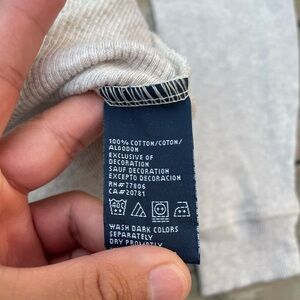 100% COTTON/COTON/
ALGODON
EXCLUSIVE OF
DECORATION
SAUF DECORATION
EXCEPTO DECORACION
RN#77806
CA#20781
WASH DARK COLORS
SEPARATELY
DRY PROMPTLY